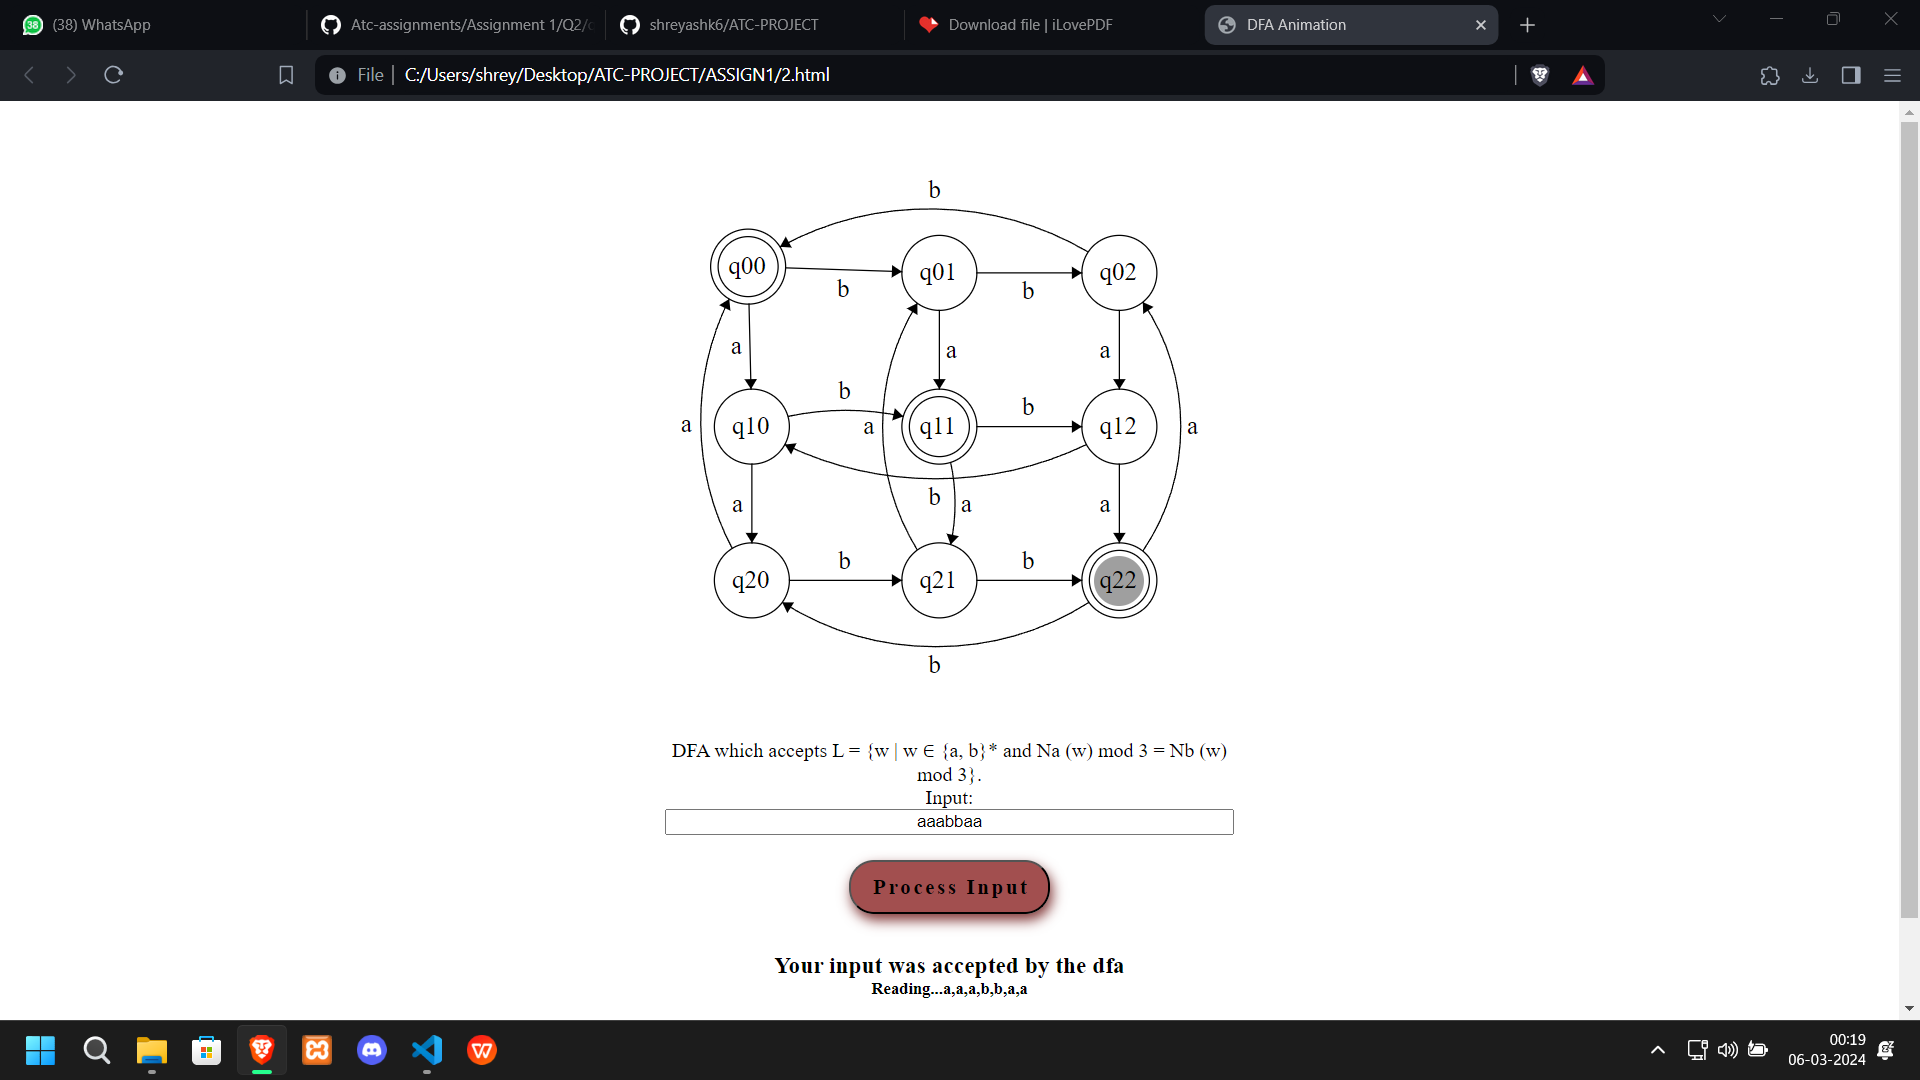 (38) WhatsApp
Atc-assignments/Assignment 1/Q2/
shreyashk6/ATC-PROJECT
Download file | iLovePDF
DFA Animation
File | C:/Users/shrey/Desktop/ATC-PROJECT/ASSIGN1/2.html
b
q00 q01 q02
b b
a a a
b b
q10 a q11 q12
a a
b
a a a
b b
q20 q21 q22
b
DFA which accepts L = {w | w ∈ {a, b}* and Na (w) mod 3 = Nb (w)
mod 3}.
Input:
aaabbaa
Process Input
Your input was accepted by the dfa
Reading...a,a,a,b,b,a,a
00:19
06-03-2024